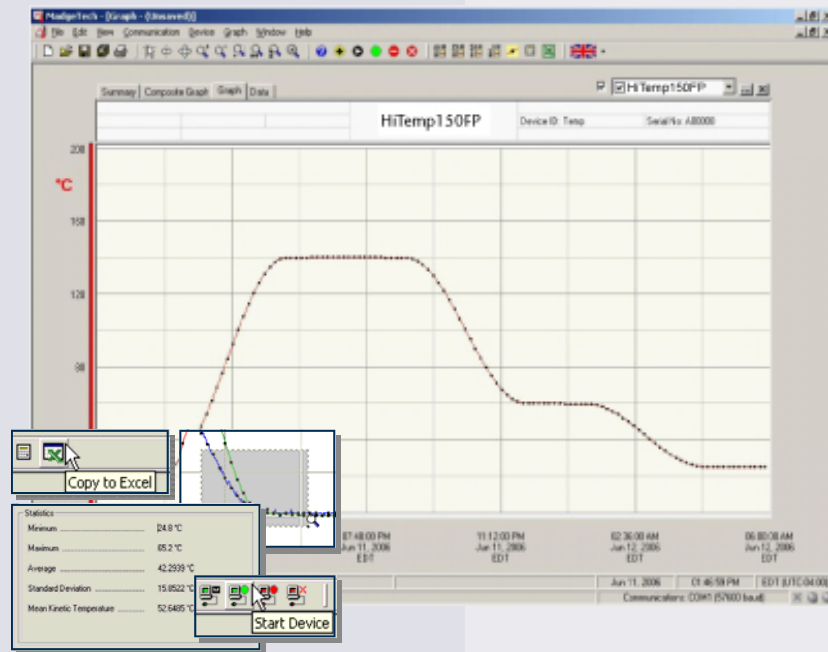 MadgeTech - [Graph - (Unsaved)]
File Edit View Communication Device Graph Window Help
Summary Composite Graph Graph Data
HiTemp150FP
HiTemp150FP Device ID: Temp Serial No: A00000
200
°C
160
120
80
Copy to Excel
07:48:00 PM 11:12:00 PM 02:36:00 AM 06:00:00 AM
Jun 11, 2006 Jun 11, 2006 Jun 12, 2006 Jun 12, 2006
EDT EDT EDT EDT
Statistics
Minimum 24.8 °C
Maximum 65.2 °C
Average 42.2939 °C
Standard Deviation 15.8522 °C
Mean Kinetic Temperature 52.6485 °C
Start Device
Jun 11, 2006 01:46:59 PM EDT (UTC-04:00)
Communications: COM1 (57600 baud)